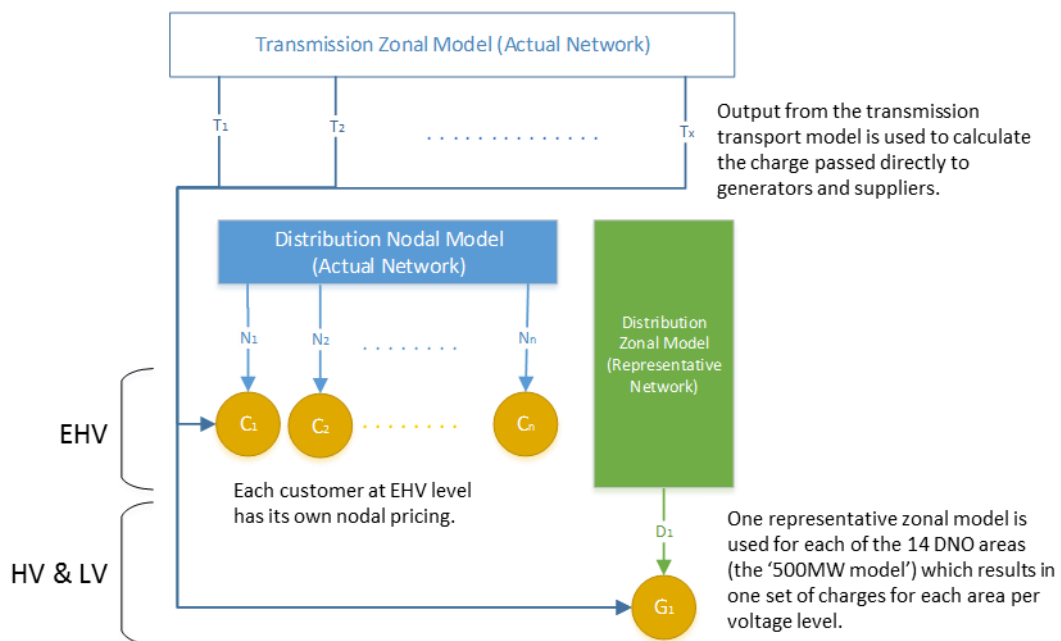 Transmission Zonal Model (Actual Network)
T₁
T₂
Tₓ
Output from the transmission
transport model is used to calculate
the charge passed directly to
generators and suppliers.
Distribution Nodal Model
(Actual Network)
N₁
N₂
Nₙ
Distribution
Zonal Model
(Representative
Network)
EHV
C₁
C₂
Cₙ
Each customer at EHV level
has its own nodal pricing.
D₁
HV & LV
G₁
One representative zonal model is
used for each of the 14 DNO areas
(the ‘500MW model’) which results in
one set of charges for each area per
voltage level.